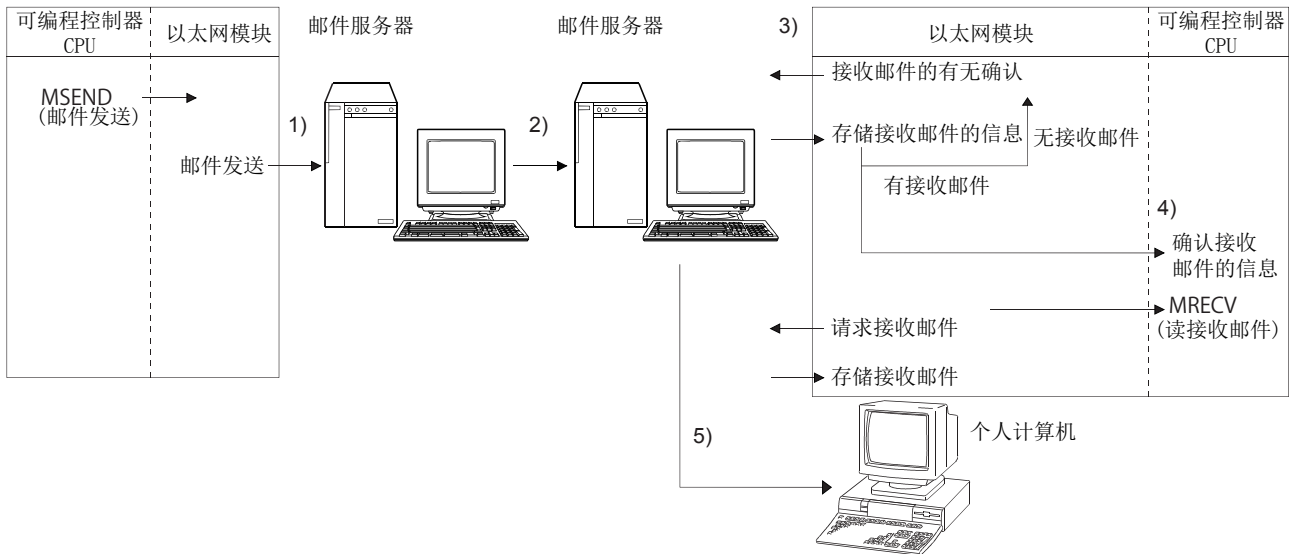 可编程控制器
CPU
以太网模块
邮件服务器
邮件服务器
3)
以太网模块
可编程控制器
CPU
MSEND
(邮件发送)
邮件发送
1)
2)
接收邮件的有无确认
存储接收邮件的信息
无接收邮件
有接收邮件
4)
确认接收
邮件的信息
MRECV
(读接收邮件)
请求接收邮件
存储接收邮件
5)
个人计算机